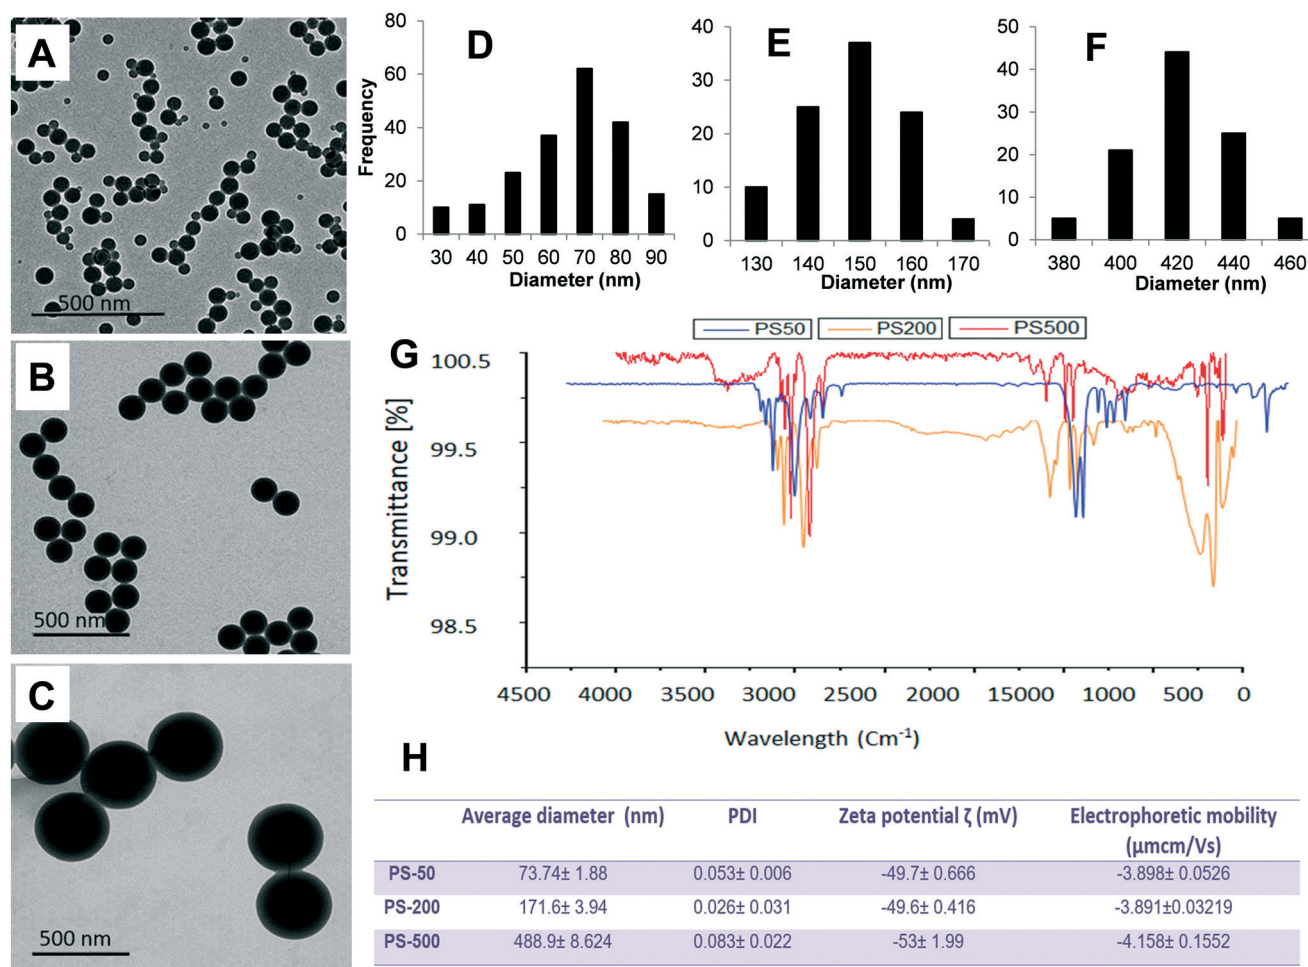 A
500 nm
B
500 nm
C
500 nm
D
80
60
40
20
0
Frequency
30 40 50 60 70 80 90
Diameter (nm)
E
40
30
20
10
0
130 140 150 160 170
Diameter (nm)
F
50
40
30
20
10
0
380 400 420 440 460
Diameter (nm)
G
PS50 PS200 PS500
100.5
99.5
99.0
98.5
Transmittance [%]
4500 4000 3500 3000 2500 2000 15000 1000 500 0
Wavelength (Cm⁻¹)
H
Average diameter (nm) PDI Zeta potential ζ (mV) Electrophoretic mobility
(µmcm/Vs)
PS-50 73.74± 1.88 0.053± 0.006 -49.7± 0.666 -3.898± 0.0526
PS-200 171.6± 3.94 0.026± 0.031 -49.6± 0.416 -3.891±0.03219
PS-500 488.9± 8.624 0.083± 0.022 -53± 1.99 -4.158± 0.1552